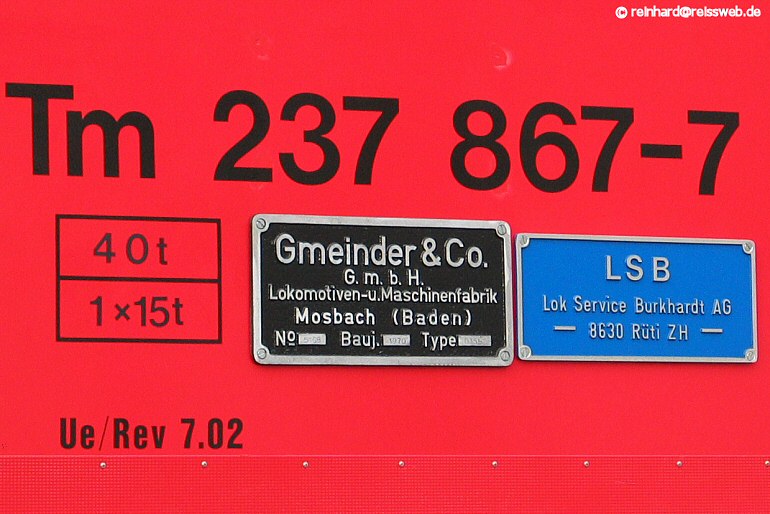 © reinhard@reissweb.de
Tm 237 867-7
40t
1×15t
Gmeinder & Co.
G.m.b.H.
Lokomotiven-u.Maschinenfabrik
Mosbach (Baden)
Nº Bauj. 1970 Type
LSB
Lok Service Burkhardt AG
— 8630 Rüti ZH —
Ue/Rev 7.02